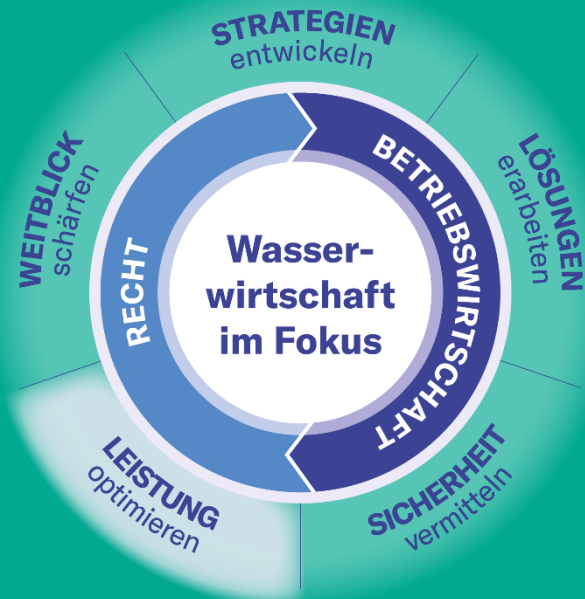 STRATEGIEN
entwickeln
LÖSUNGEN
erarbeiten
SICHERHEIT
vermitteln
LEISTUNG
optimieren
WEITBLICK
schärfen
RECHT
BETRIEBSWIRTSCHAFT
Wasser-
wirtschaft
im Fokus